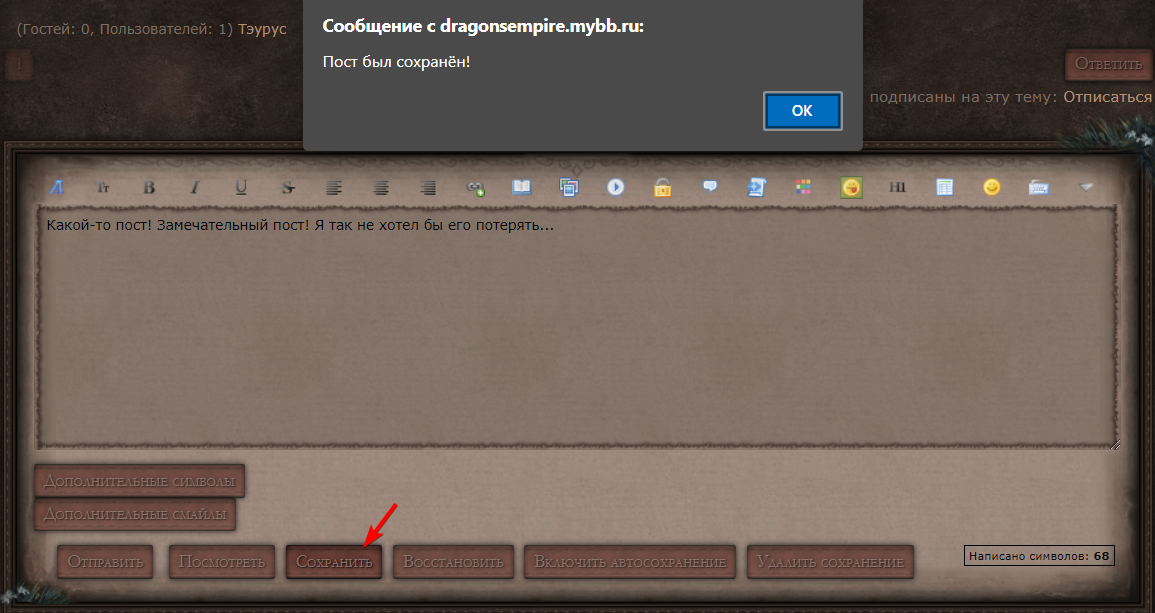 Сообщение с dragonsempire.mybb.ru:
Пост был сохранён!
OK
(Гостей: 0, Пользователей: 1) Тэурус
!
Ответить
подписаны на эту тему: Отписаться
Тт B I U S H1
Какой-то пост! Замечательный пост! Я так не хотел бы его потерять...
Дополнительные символы
Дополнительные смайлы
Отправить Посмотреть Сохранить Восстановить Включить автосохранение Удалить сохранение
Написано символов: 68